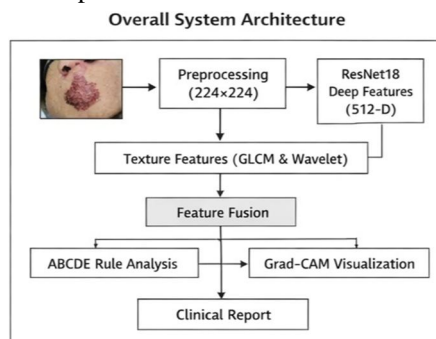 Overall System Architecture
Preprocessing
(224×224)
ResNet18
Deep Features
(512-D)
Texture Features (GLCM & Wavelet)
Feature Fusion
ABCDE Rule Analysis
Grad-CAM Visualization
Clinical Report